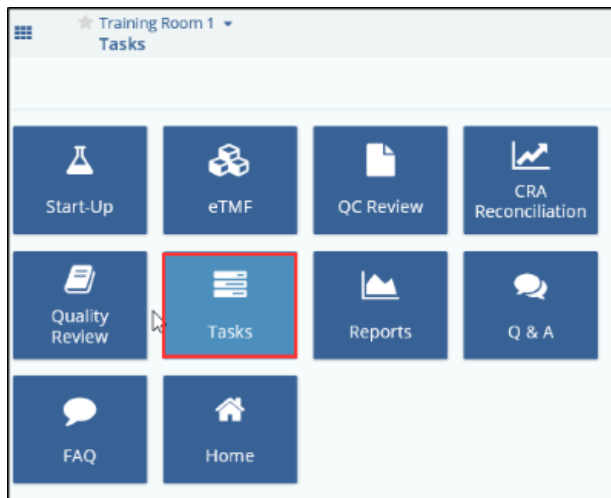 Training Room 1
Tasks
Start-Up
eTMF
QC Review
CRA
Reconciliation
Quality
Review
Tasks
Reports
Q & A
FAQ
Home